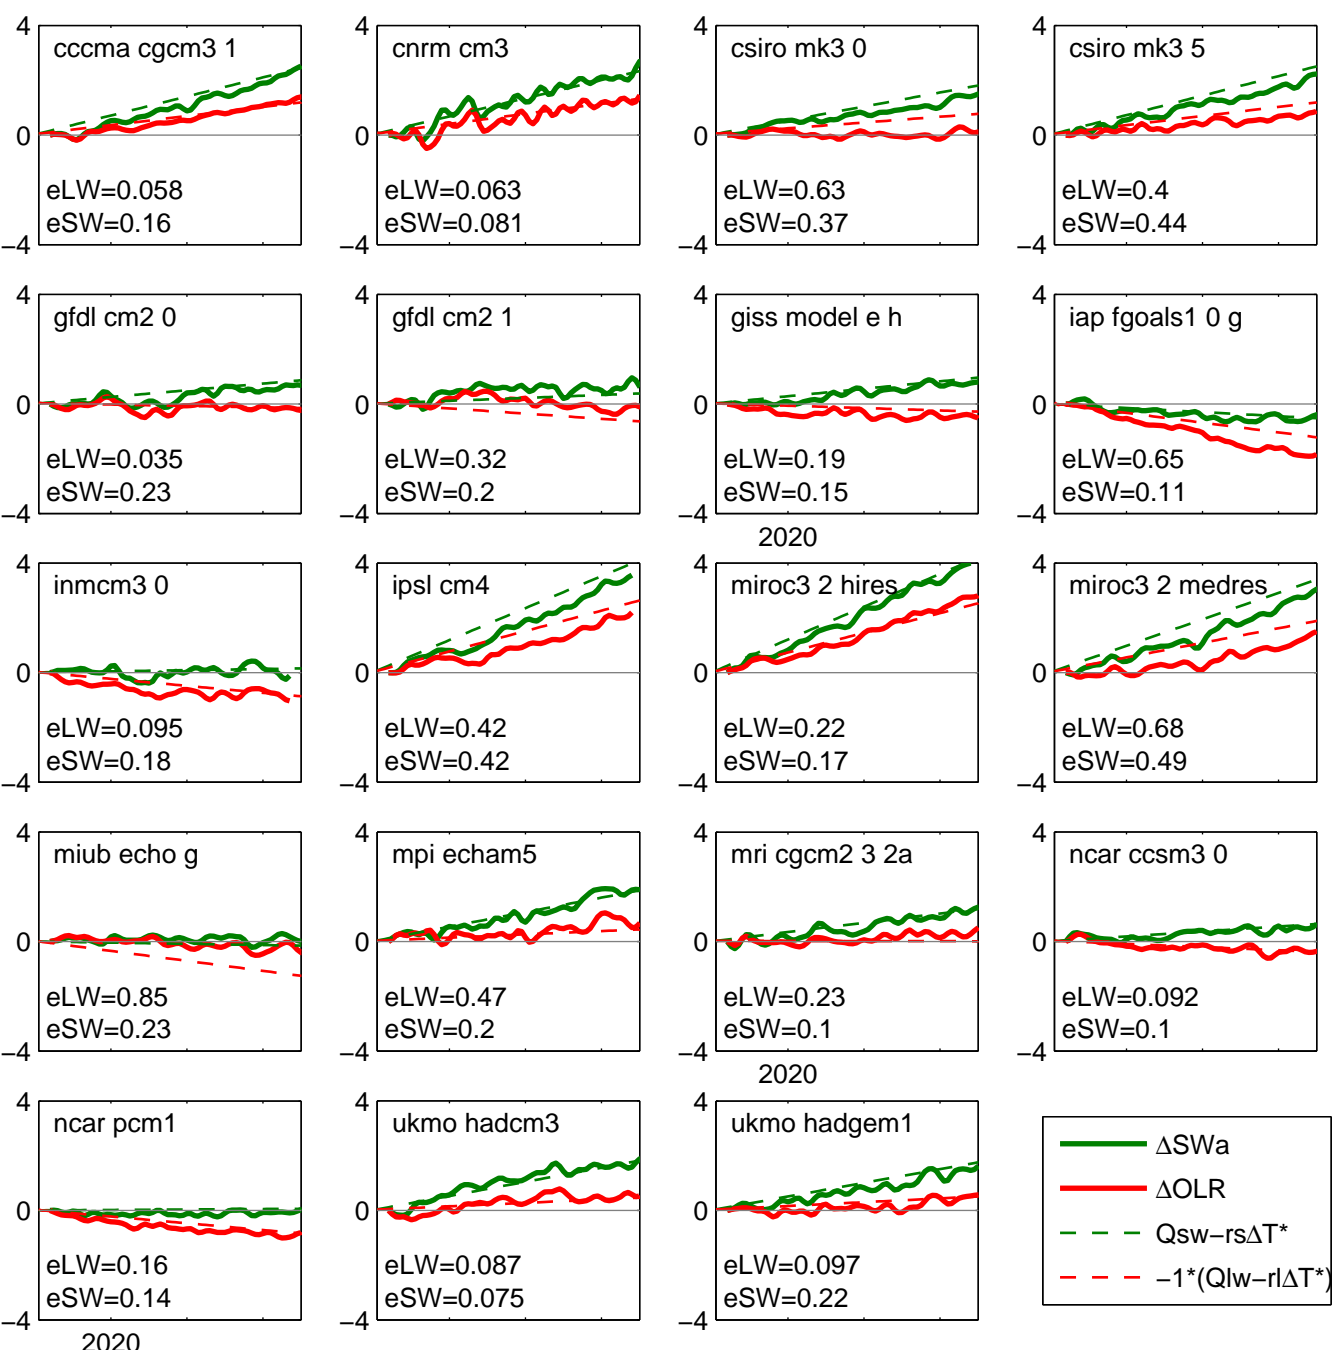 4
cccma cgcm3 1
0
eLW=0.058
eSW=0.16
−4
4
cnrm cm3
0
eLW=0.063
eSW=0.081
−4
4
csiro mk3 0
0
eLW=0.63
eSW=0.37
−4
4
csiro mk3 5
0
eLW=0.4
eSW=0.44
−4
4
gfdl cm2 0
0
eLW=0.035
eSW=0.23
−4
4
gfdl cm2 1
0
eLW=0.32
eSW=0.2
−4
4
giss model e h
0
eLW=0.19
eSW=0.15
−4
2020
4
iap fgoals1 0 g
0
eLW=0.65
eSW=0.11
−4
4
inmcm3 0
0
eLW=0.095
eSW=0.18
−4
4
ipsl cm4
0
eLW=0.42
eSW=0.42
−4
4
miroc3 2 hires
0
eLW=0.22
eSW=0.17
−4
4
miroc3 2 medres
0
eLW=0.68
eSW=0.49
−4
4
miub echo g
0
eLW=0.85
eSW=0.23
−4
4
mpi echam5
0
eLW=0.47
eSW=0.2
−4
4
mri cgcm2 3 2a
0
eLW=0.23
eSW=0.1
−4
2020
4
ncar ccsm3 0
0
eLW=0.092
eSW=0.1
−4
4
ncar pcm1
0
eLW=0.16
eSW=0.14
−4
2020
4
ukmo hadcm3
0
eLW=0.087
eSW=0.075
−4
4
ukmo hadgem1
0
eLW=0.097
eSW=0.22
−4
ΔSWa
ΔOLR
Qsw−rsΔT*
−1*(Qlw−rlΔT*)